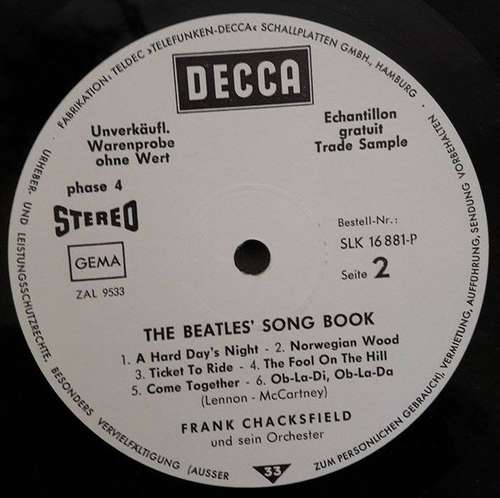 FABRIKATION: TELDEC »TELEFUNKEN-DECCA« SCHALLPLATTEN GMBH., HAMBURG
DECCA
Unverkäufl.
Warenprobe
ohne Wert
Echantillon
gratuit
Trade Sample
phase 4
STEREO
GEMA
ZAL 9533
Bestell-Nr.:
SLK 16 881-P
Seite 2
THE BEATLES' SONG BOOK
1. A Hard Day's Night - 2. Norwegian Wood
3. Ticket To Ride - 4. The Fool On The Hill
5. Come Together - 6. Ob-La-Di, Ob-La-Da
(Lennon - McCartney)
FRANK CHACKSFIELD
und sein Orchester
33
URHEBER- UND LEISTUNGSSCHUTZRECHTE, BESONDERS VERVIELFÄLTIGUNG (AUSSER ZUM PERSÖNLICHEN GEBRAUCH), VERMIETUNG, AUFFÜHRUNG, SENDUNG VORBEHALTEN